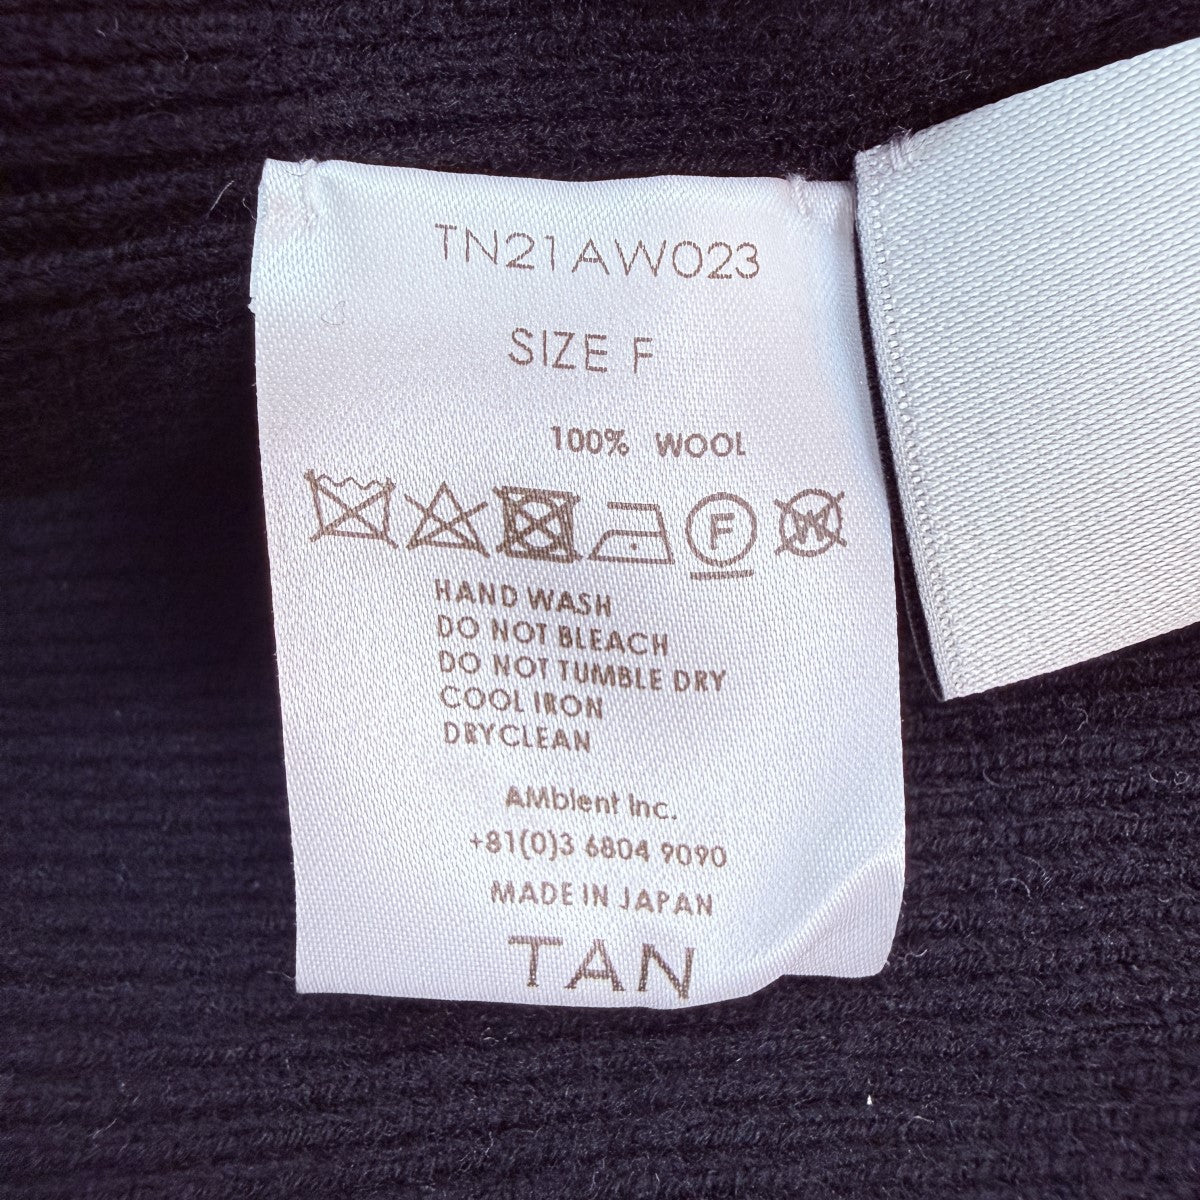 TN21AW023
SIZE F
100% WOOL
F W
HAND WASH
DO NOT BLEACH
DO NOT TUMBLE DRY
COOL IRON
DRYCLEAN
AMbient Inc.
+81(0)3 6804 9090
MADE IN JAPAN
TAN